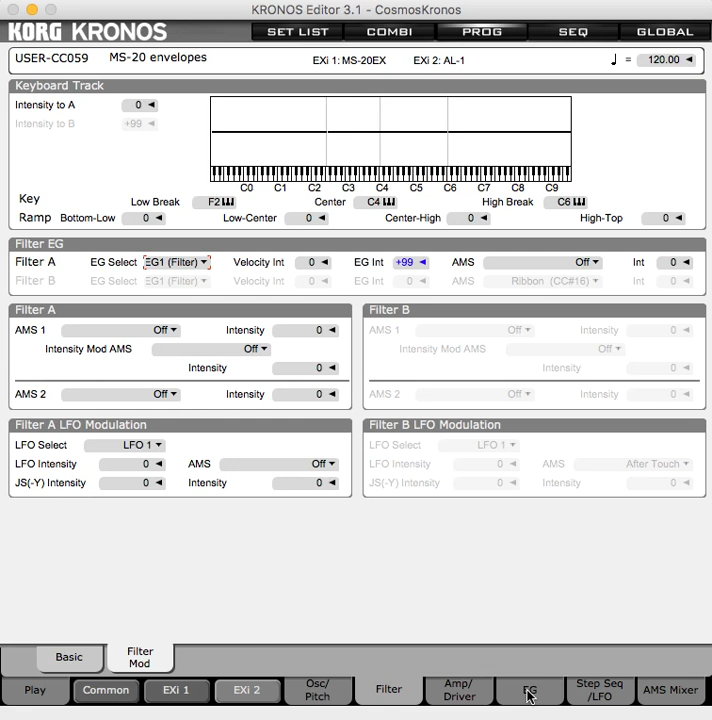 KRONOS Editor 3.1 - CosmosKronos
KORG KRONOS SET LIST COMBI PROG SEQ GLOBAL
USER-CC059 MS-20 envelopes EXi 1: MS-20EX EXi 2: AL-1 ♩ = 120.00
Keyboard Track
Intensity to A 0
Intensity to B +99
C0 C1 C2 C3 C4 C5 C6 C7 C8 C9
Key Low Break F2 Center C4 High Break C6
Ramp Bottom-Low 0 Low-Center 0 Center-High 0 High-Top 0
Filter EG
Filter A EG Select EG1 (Filter) Velocity Int 0 EG Int +99 AMS Off Int 0
Filter B EG Select EG1 (Filter) Velocity Int 0 EG Int 0 AMS Ribbon (CC#16) Int 0
Filter A
AMS 1 Off Intensity 0
Intensity Mod AMS Off
Intensity 0
AMS 2 Off Intensity 0
Filter B
AMS 1 Off Intensity 0
Intensity Mod AMS Off
Intensity 0
AMS 2 Off Intensity 0
Filter A LFO Modulation
LFO Select LFO 1
LFO Intensity 0 AMS Off
JS(-Y) Intensity 0 Intensity 0
Filter B LFO Modulation
LFO Select LFO 1
LFO Intensity 0 AMS After Touch
JS(-Y) Intensity 0 Intensity 0
Basic
Filter
Mod
Play
Common
EXi 1
EXi 2
Osc/
Pitch
Filter
Amp/
Driver
EG
Step Seq
/LFO
AMS Mixer